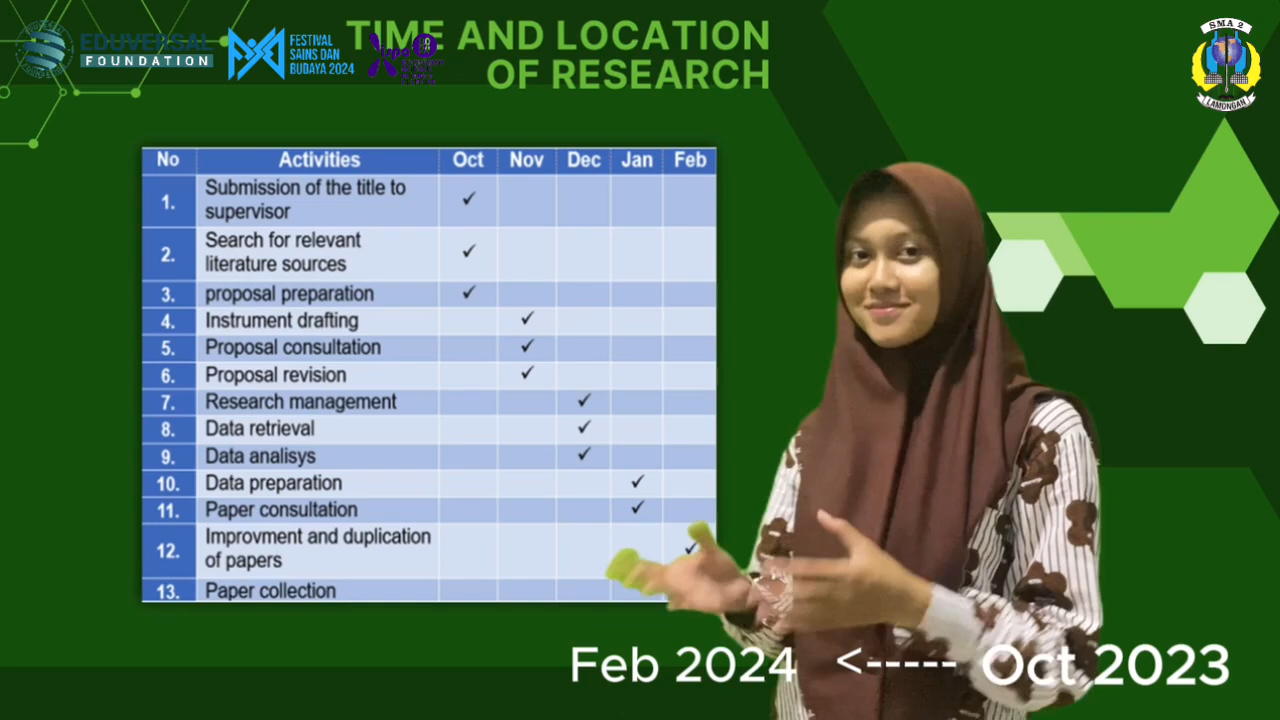 EDUVERSAL
FOUNDATION
FESTIVAL
SAINS DAN
BUDAYA 2024
TIME AND LOCATION
OF RESEARCH
SMA 2
LAMONGAN
No Activities Oct Nov Dec Jan Feb
1. Submission of the title to
supervisor ✓
2. Search for relevant
literature sources ✓
3. proposal preparation ✓
4. Instrument drafting ✓
5. Proposal consultation ✓
6. Proposal revision ✓
7. Research management ✓
8. Data retrieval ✓
9. Data analisys ✓
10. Data preparation ✓
11. Paper consultation ✓
12. Improvment and duplication
of papers ✓
13. Paper collection
Feb 2024 <----- Oct 2023